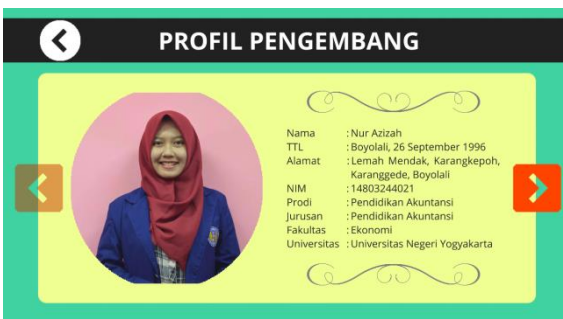 PROFIL PENGEMBANG
Nama : Nur Azizah
TTL : Boyolali, 26 September 1996
Alamat : Lemah Mendak, Karangkepoh,
Karanggede, Boyolali
NIM : 14803244021
Prodi : Pendidikan Akuntansi
Jurusan : Pendidikan Akuntansi
Fakultas : Ekonomi
Universitas : Universitas Negeri Yogyakarta